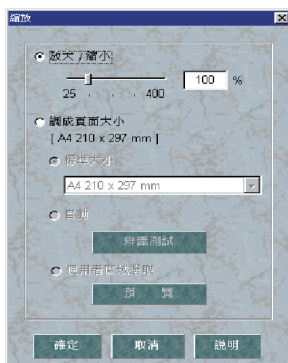 縮放
放大 / 縮小
100 %
25 . . . 400
調成頁面大小
[ A4 210 x 297 mm ]
標準大小
A4 210 x 297 mm
自動
辨識測試
使用者區域選取
預 覽
確定 取消 說明